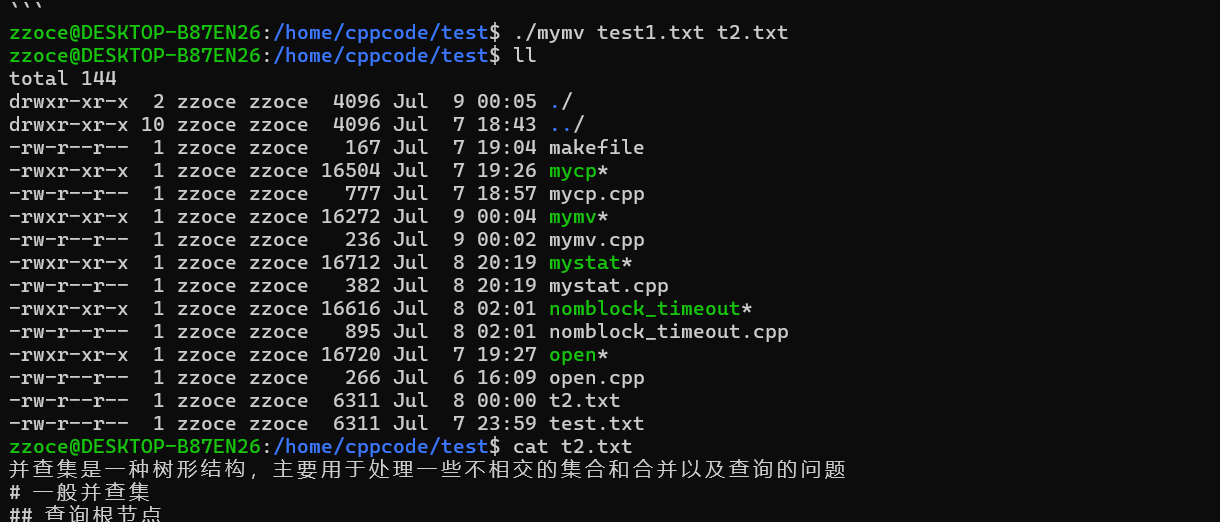 ```
zzoce@DESKTOP-B87EN26:/home/cppcode/test$ ./mymv test1.txt t2.txt
zzoce@DESKTOP-B87EN26:/home/cppcode/test$ ll
total 144
drwxr-xr-x  2 zzoce zzoce  4096 Jul  9 00:05 ./
drwxr-xr-x 10 zzoce zzoce  4096 Jul  7 18:43 ../
-rw-r--r--  1 zzoce zzoce   167 Jul  7 19:04 makefile
-rwxr-xr-x  1 zzoce zzoce 16504 Jul  7 19:26 mycp*
-rw-r--r--  1 zzoce zzoce   777 Jul  7 18:57 mycp.cpp
-rwxr-xr-x  1 zzoce zzoce 16272 Jul  9 00:04 mymv*
-rw-r--r--  1 zzoce zzoce   236 Jul  9 00:02 mymv.cpp
-rwxr-xr-x  1 zzoce zzoce 16712 Jul  8 20:19 mystat*
-rw-r--r--  1 zzoce zzoce   382 Jul  8 20:19 mystat.cpp
-rwxr-xr-x  1 zzoce zzoce 16616 Jul  8 02:01 nomblock_timeout*
-rw-r--r--  1 zzoce zzoce   895 Jul  8 02:01 nomblock_timeout.cpp
-rwxr-xr-x  1 zzoce zzoce 16720 Jul  7 19:27 open*
-rw-r--r--  1 zzoce zzoce   266 Jul  6 16:09 open.cpp
-rw-r--r--  1 zzoce zzoce  6311 Jul  8 00:00 t2.txt
-rw-r--r--  1 zzoce zzoce  6311 Jul  7 23:59 test.txt
zzoce@DESKTOP-B87EN26:/home/cppcode/test$ cat t2.txt
并查集是一种树形结构，主要用于处理一些不相交的集合和合并以及查询的问题
# 一般并查集
## 查询根节点